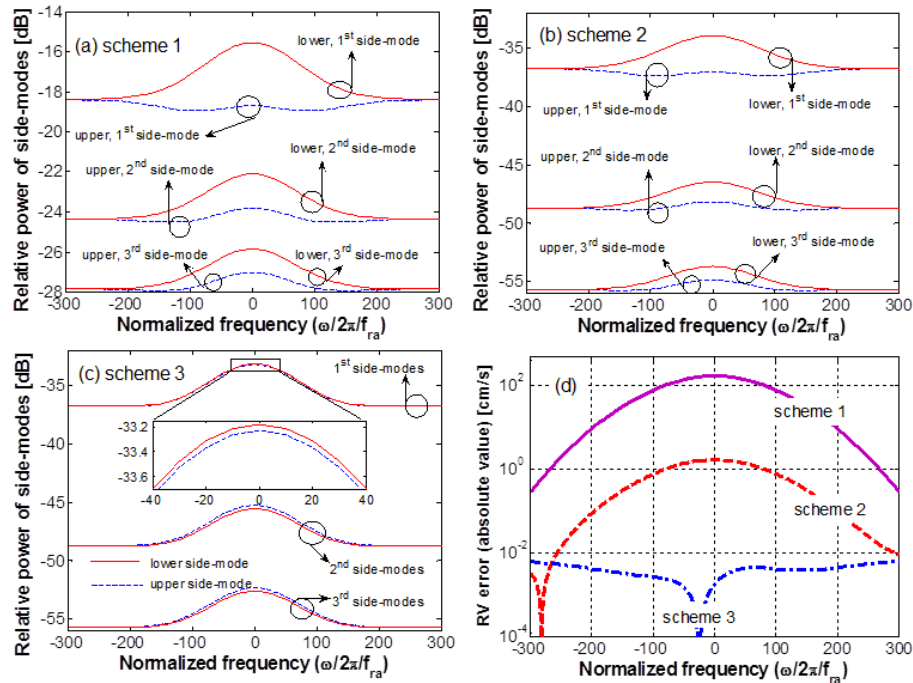 Relative power of side-modes [dB]
-14
-16
-18
-20
-22
-24
-26
-28
(a) scheme 1
lower, 1st side-mode
upper, 1st side-mode
upper, 2nd side-mode
lower, 2nd side-mode
upper, 3rd side-mode
lower, 3rd side-mode
-300 -200 -100 0 100 200 300
Normalized frequency (ω/2π/fra)
Relative power of side-modes [dB]
-35
-40
-45
-50
-55
(b) scheme 2
upper, 1st side-mode
lower, 1st side-mode
upper, 2nd side-mode
lower, 2nd side-mode
upper, 3rd side-mode
lower, 3rd side-mode
-300 -200 -100 0 100 200 300
Normalized frequency (ω/2π/fra)
Relative power of side-modes [dB]
-35
-40
-45
-50
-55
(c) scheme 3
1st side-modes
-33.2
-33.4
-33.6
-40 -20 0 20 40
lower side-mode
upper side-mode
2nd side-modes
3rd side-modes
-300 -200 -100 0 100 200 300
Normalized frequency (ω/2π/fra)
RV error (absolute value) [cm/s]
10^2
10^0
10^-2
10^-4
(d)
scheme 1
scheme 2
scheme 3
-300 -200 -100 0 100 200 300
Normalized frequency (ω/2π/fra)